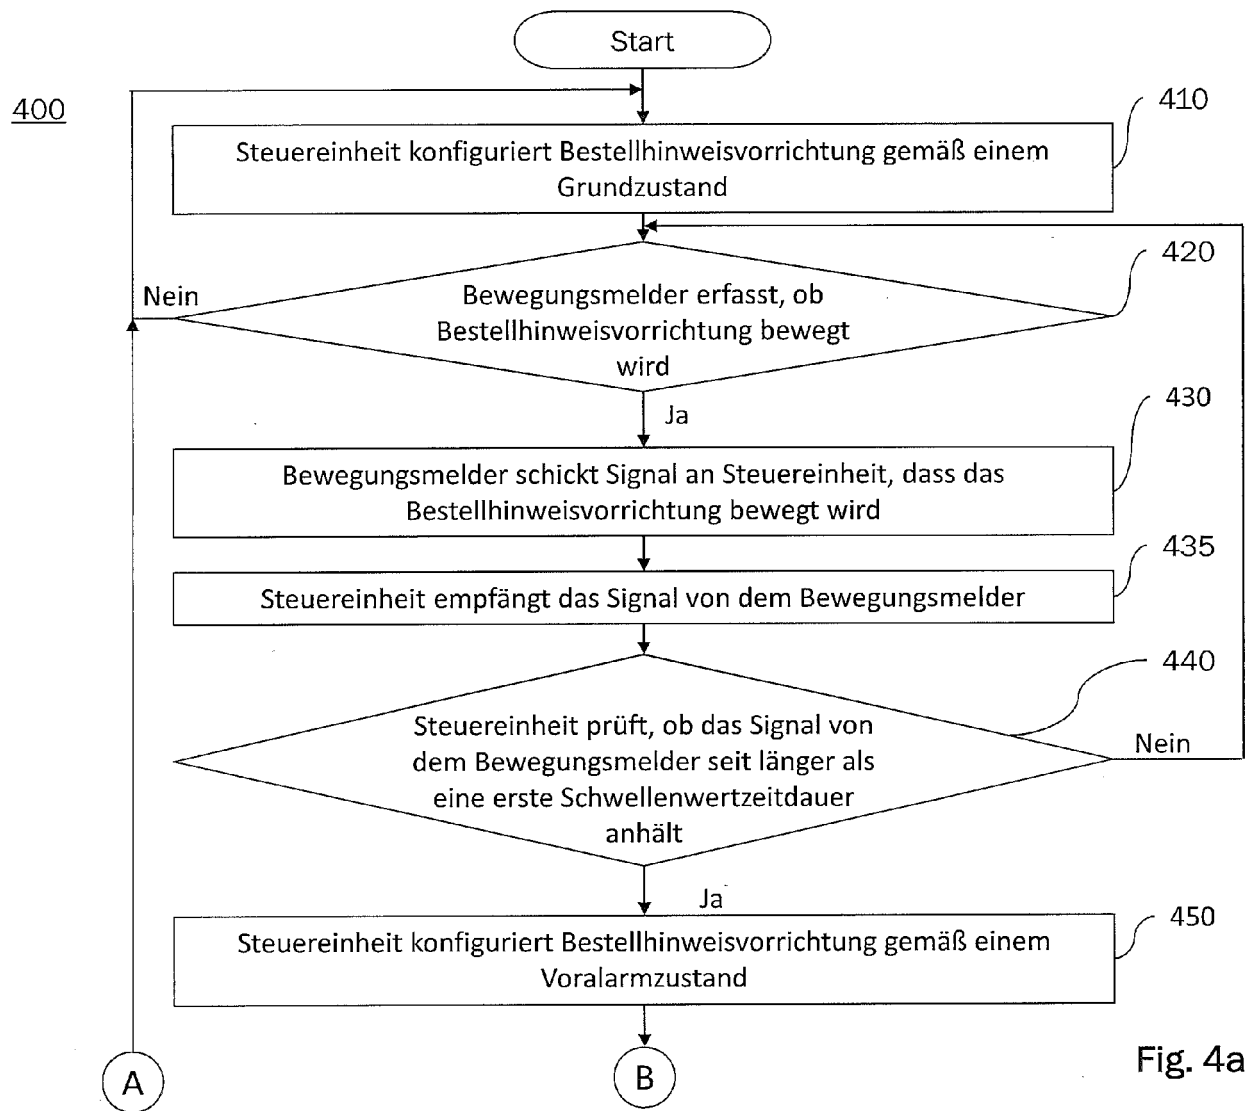 Start
400
410
Steuereinheit konfiguriert Bestellhinweisvorrichtung gemäß einem
Grundzustand
420
Nein
Bewegungsmelder erfasst, ob
Bestellhinweisvorrichtung bewegt
wird
Ja
430
Bewegungsmelder schickt Signal an Steuereinheit, dass das
Bestellhinweisvorrichtung bewegt wird
435
Steuereinheit empfängt das Signal von dem Bewegungsmelder
440
Steuereinheit prüft, ob das Signal von
dem Bewegungsmelder seit länger als
eine erste Schwellenwertzeitdauer
anhält
Nein
Ja
450
Steuereinheit konfiguriert Bestellhinweisvorrichtung gemäß einem
Voralarmzustand
A
B
Fig. 4a